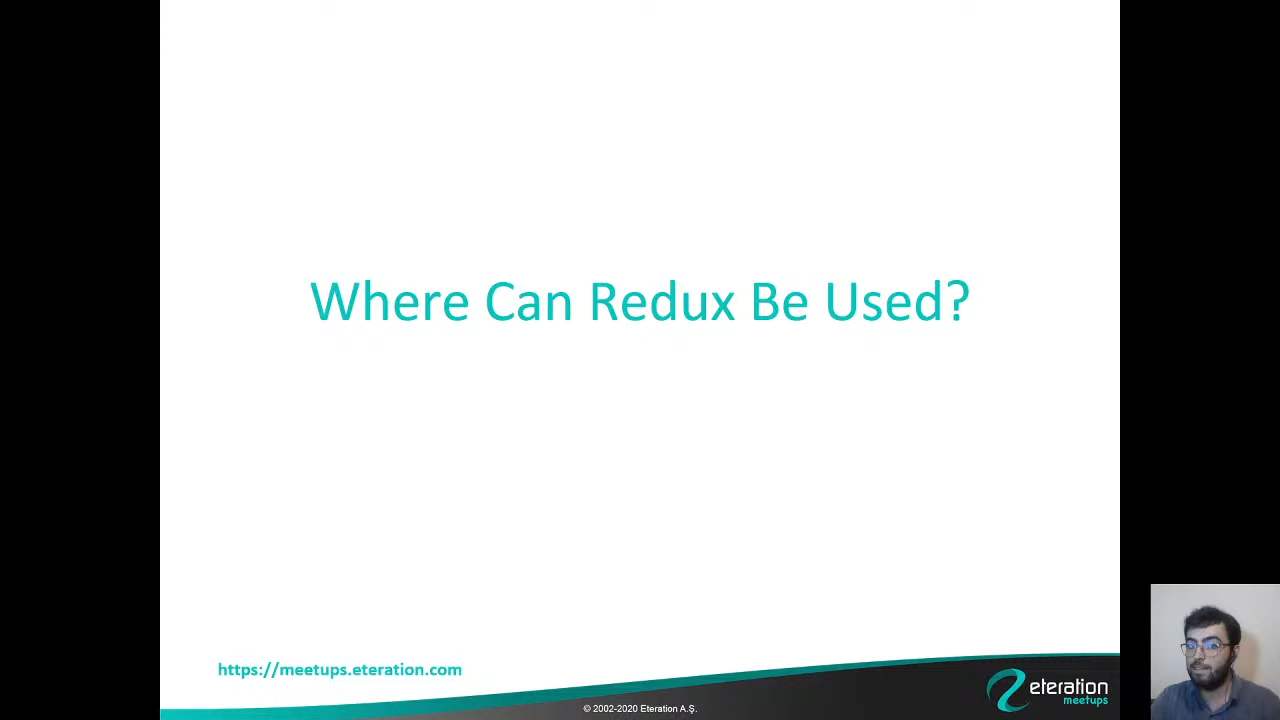 Where Can Redux Be Used?
https://meetups.eteration.com
© 2002-2020 Eteration A.Ş.
eteration
meetups